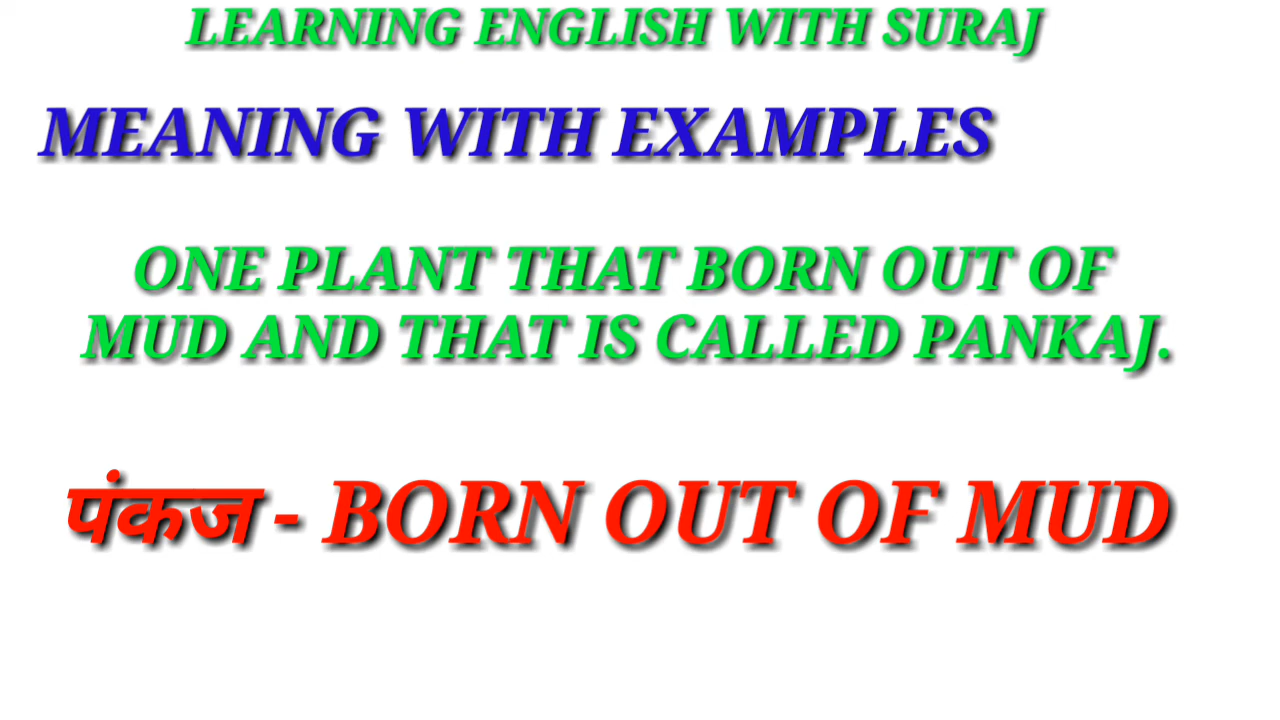 LEARNING ENGLISH WITH SURAJ
MEANING WITH EXAMPLES
ONE PLANT THAT BORN OUT OF
MUD AND THAT IS CALLED PANKAJ.
पंकज - BORN OUT OF MUD